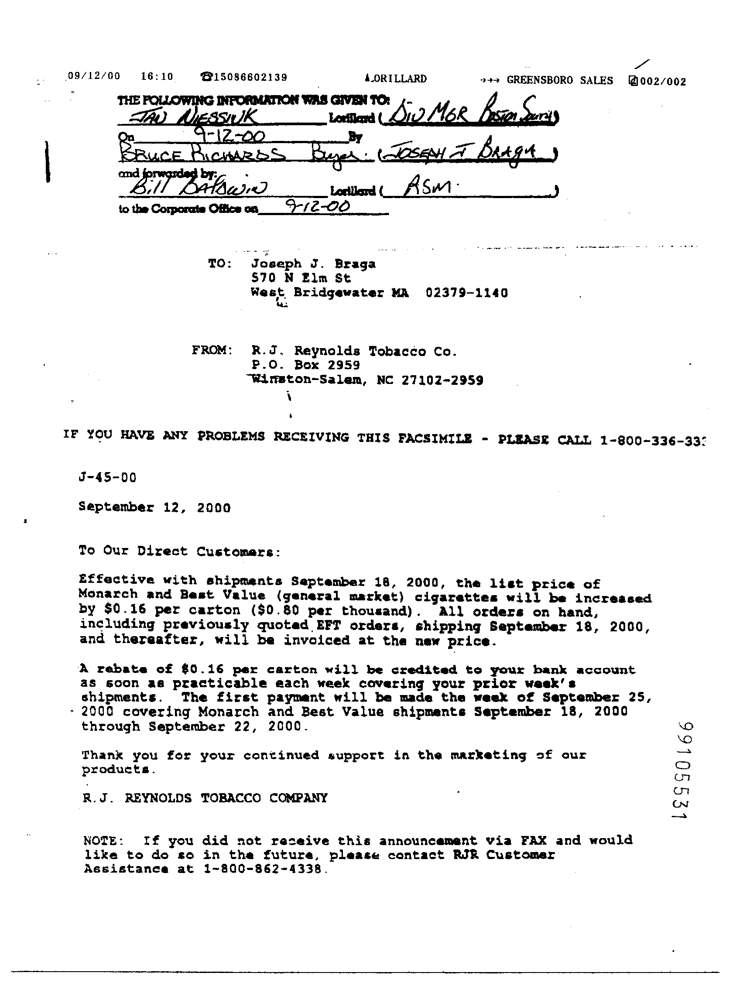 09/12/00 16:10 ☎15086602139 LORILLARD →→→ GREENSBORO SALES 002/002
THE FOLLOWING INFORMATION WAS GIVEN TO:
JAN NIESSINK Lorillard ( DIV MGR Boston South )
On 9-12-00 By
BRUCE RICHARDS Buyer. (JOSEPH J BRAGA )
and forwarded by:
Bill BALDWIN Lorillard ( ASM. )
to the Corporate Office on 9-12-00
TO: Joseph J. Braga
570 N Elm St
West Bridgewater MA 02379-1140
FROM: R.J. Reynolds Tobacco Co.
P.O. Box 2959
Winston-Salem, NC 27102-2959
IF YOU HAVE ANY PROBLEMS RECEIVING THIS FACSIMILE - PLEASE CALL 1-800-336-33
J-45-00
September 12, 2000
To Our Direct Customers:
Effective with shipments September 18, 2000, the list price of
Monarch and Best Value (general market) cigarettes will be increased
by $0.16 per carton ($0.80 per thousand). All orders on hand,
including previously quoted EFT orders, shipping September 18, 2000,
and thereafter, will be invoiced at the new price.
A rebate of $0.16 per carton will be credited to your bank account
as soon as practicable each week covering your prior week's
shipments. The first payment will be made the week of September 25,
2000 covering Monarch and Best Value shipments September 18, 2000
through September 22, 2000.
Thank you for your continued support in the marketing of our
products.
R.J. REYNOLDS TOBACCO COMPANY
NOTE: If you did not receive this announcement via FAX and would
like to do so in the future, please contact RJR Customer
Assistance at 1-800-862-4338.
99105531